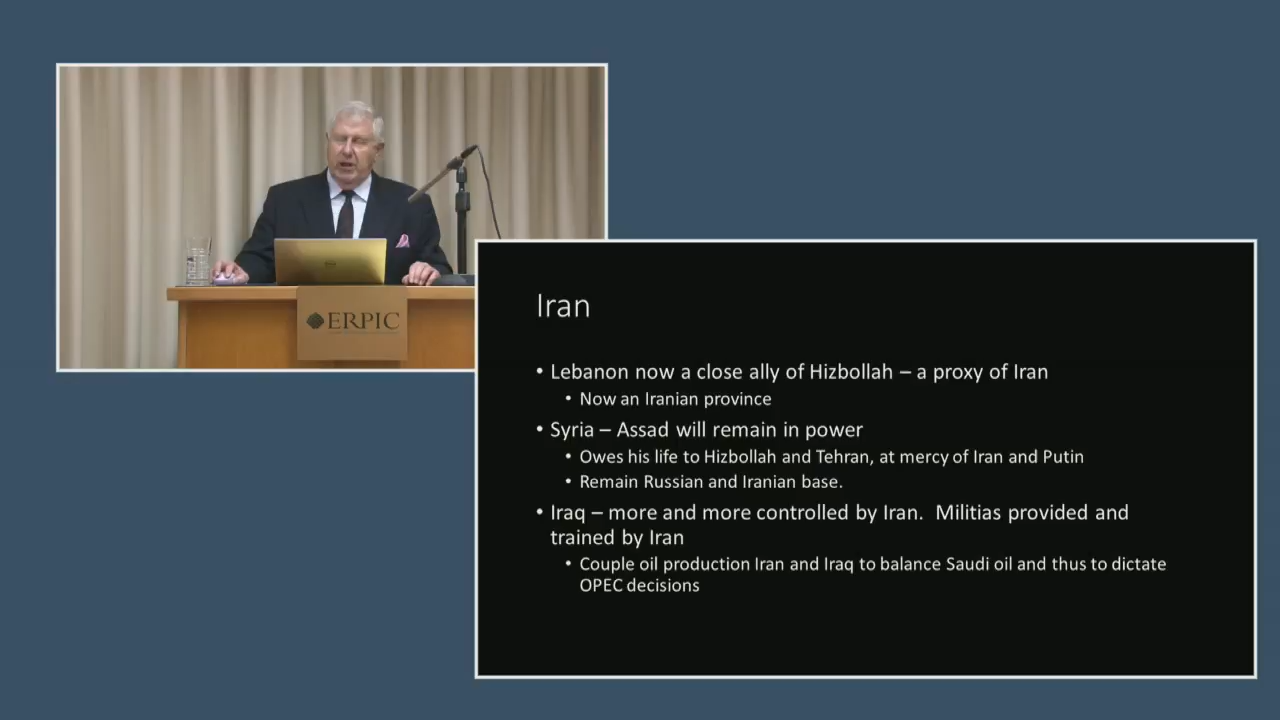 ERPIC
Iran
• Lebanon now a close ally of Hizbollah – a proxy of Iran
• Now an Iranian province
• Syria – Assad will remain in power
• Owes his life to Hizbollah and Tehran, at mercy of Iran and Putin
• Remain Russian and Iranian base.
• Iraq – more and more controlled by Iran.  Militias provided and
trained by Iran
• Couple oil production Iran and Iraq to balance Saudi oil and thus to dictate
OPEC decisions